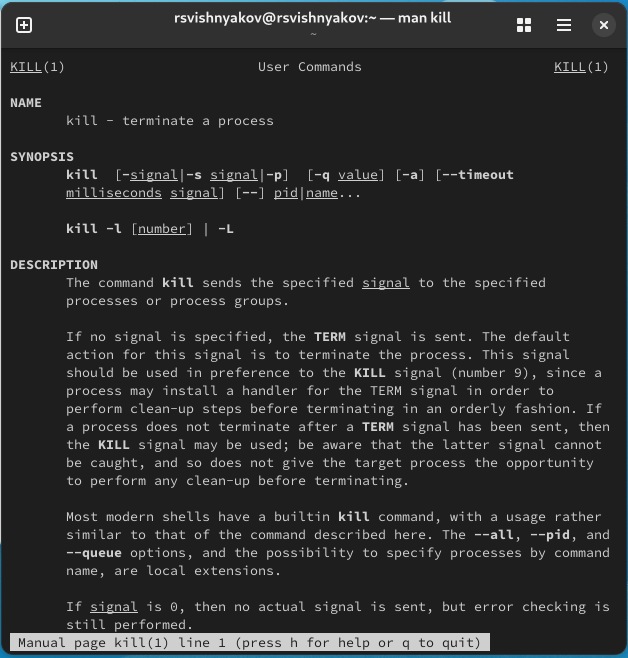 rsvishnyakov@rsvishnyakov:~ — man kill
~
KILL(1) User Commands KILL(1)
NAME
kill - terminate a process
SYNOPSIS
kill [-signal|-s signal|-p] [-q value] [-a] [--timeout
milliseconds signal] [--] pid|name...
kill -l [number] | -L
DESCRIPTION
The command kill sends the specified signal to the specified
processes or process groups.
If no signal is specified, the TERM signal is sent. The default
action for this signal is to terminate the process. This signal
should be used in preference to the KILL signal (number 9), since a
process may install a handler for the TERM signal in order to
perform clean-up steps before terminating in an orderly fashion. If
a process does not terminate after a TERM signal has been sent, then
the KILL signal may be used; be aware that the latter signal cannot
be caught, and so does not give the target process the opportunity
to perform any clean-up before terminating.
Most modern shells have a builtin kill command, with a usage rather
similar to that of the command described here. The --all, --pid, and
--queue options, and the possibility to specify processes by command
name, are local extensions.
If signal is 0, then no actual signal is sent, but error checking is
still performed.
Manual page kill(1) line 1 (press h for help or q to quit)